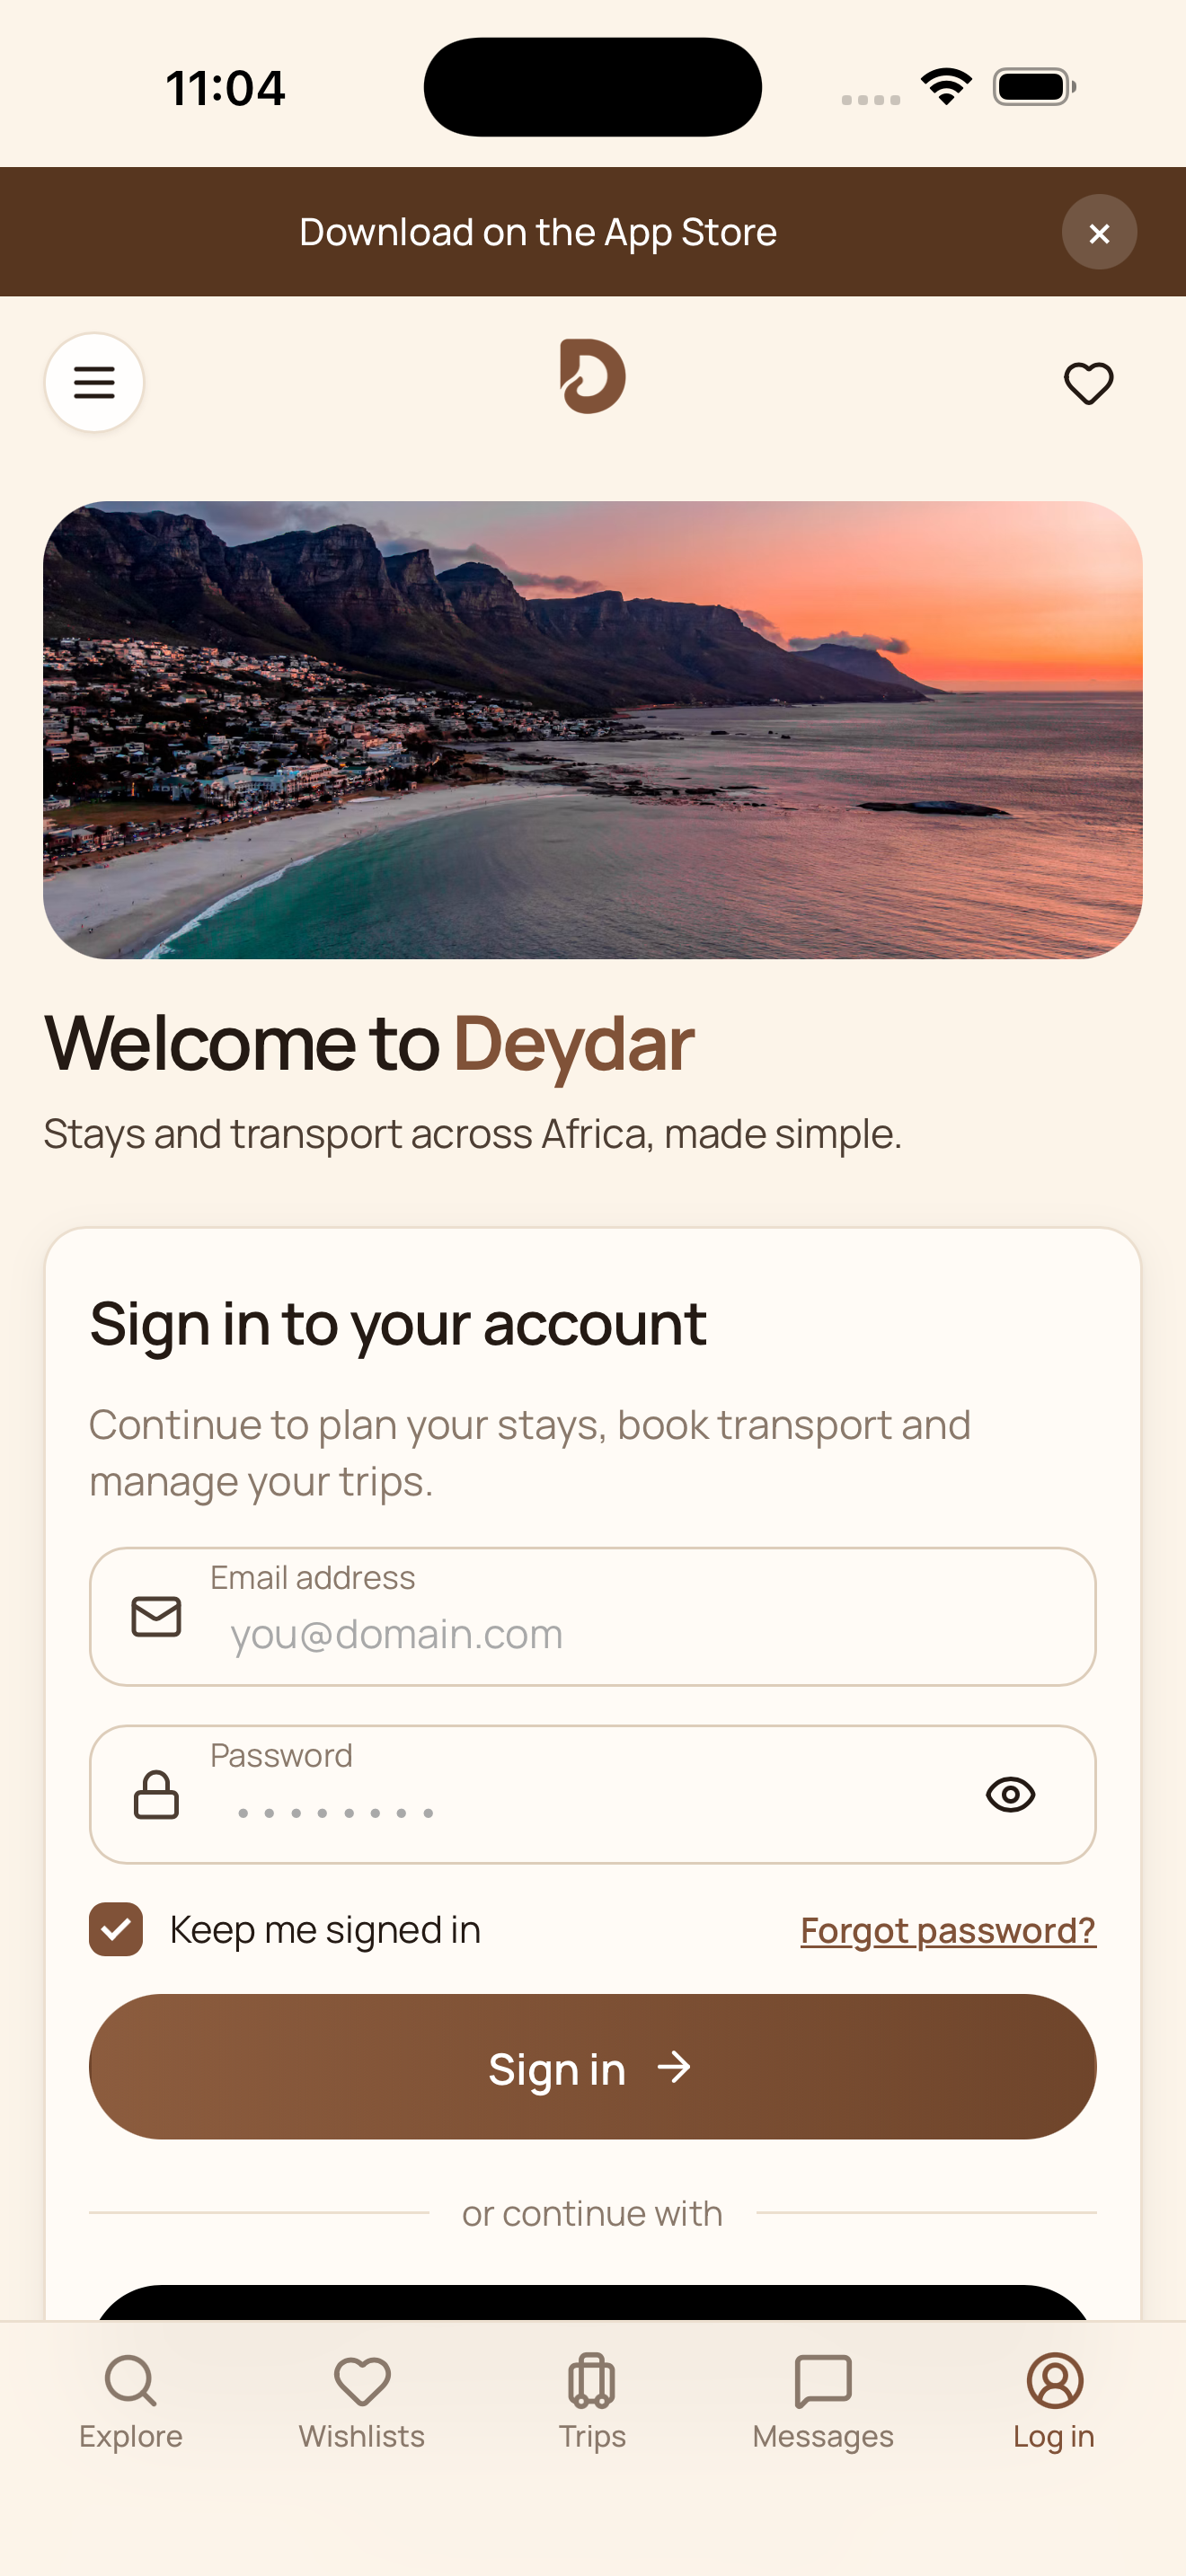 11:04
Download on the App Store
Welcome to Deydar
Stays and transport across Africa, made simple.
Sign in to your account
Continue to plan your stays, book transport and
manage your trips.
Email address
you@domain.com
Password
Keep me signed in
Forgot password?
Sign in
or continue with
Explore
Wishlists
Trips
Messages
Log in